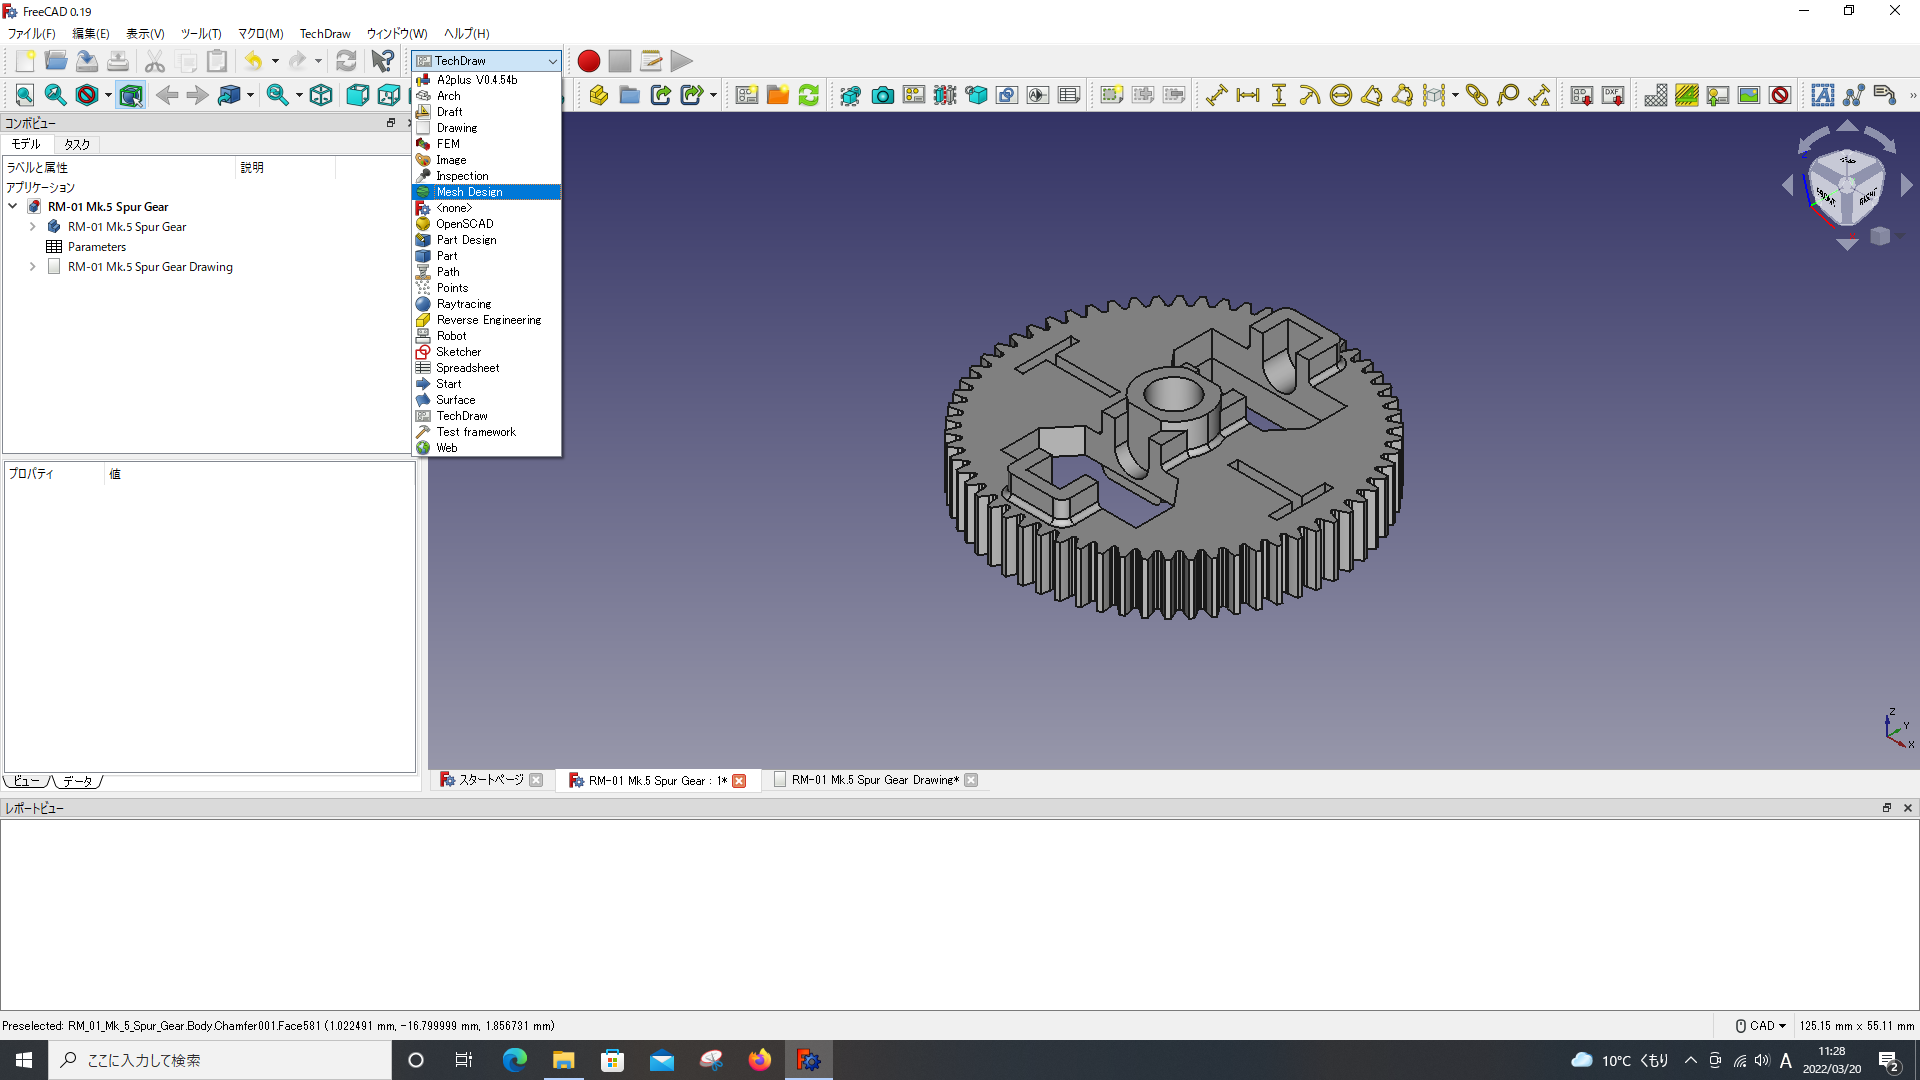 FreeCAD 0.19
ファイル(F) 編集(E) 表示(V) ツール(T) マクロ(M) TechDraw ウィンドウ(W) ヘルプ(H)
TechDraw
A2plus V0.4.54b
Arch
Draft
Drawing
FEM
Image
Inspection
Mesh Design
<none>
OpenSCAD
Part Design
Part
Path
Points
Raytracing
Reverse Engineering
Robot
Sketcher
Spreadsheet
Start
Surface
TechDraw
Test framework
Web
コンボビュー
モデル タスク
ラベルと属性 説明
アプリケーション
RM-01 Mk.5 Spur Gear
RM-01 Mk.5 Spur Gear
Parameters
RM-01 Mk.5 Spur Gear Drawing
プロパティ 値
ビュー データ
Z
Y
X
スタートページ RM-01 Mk.5 Spur Gear : 1* RM-01 Mk.5 Spur Gear Drawing*
レポートビュー
Preselected: RM_01_Mk_5_Spur_Gear.Body.Chamfer001.Face581 (1.022491 mm, -16.799999 mm, 1.856731 mm)
CAD 125.15 mm x 55.11 mm
ここに入力して検索
10°C くもり A 11:28
2022/03/20
2